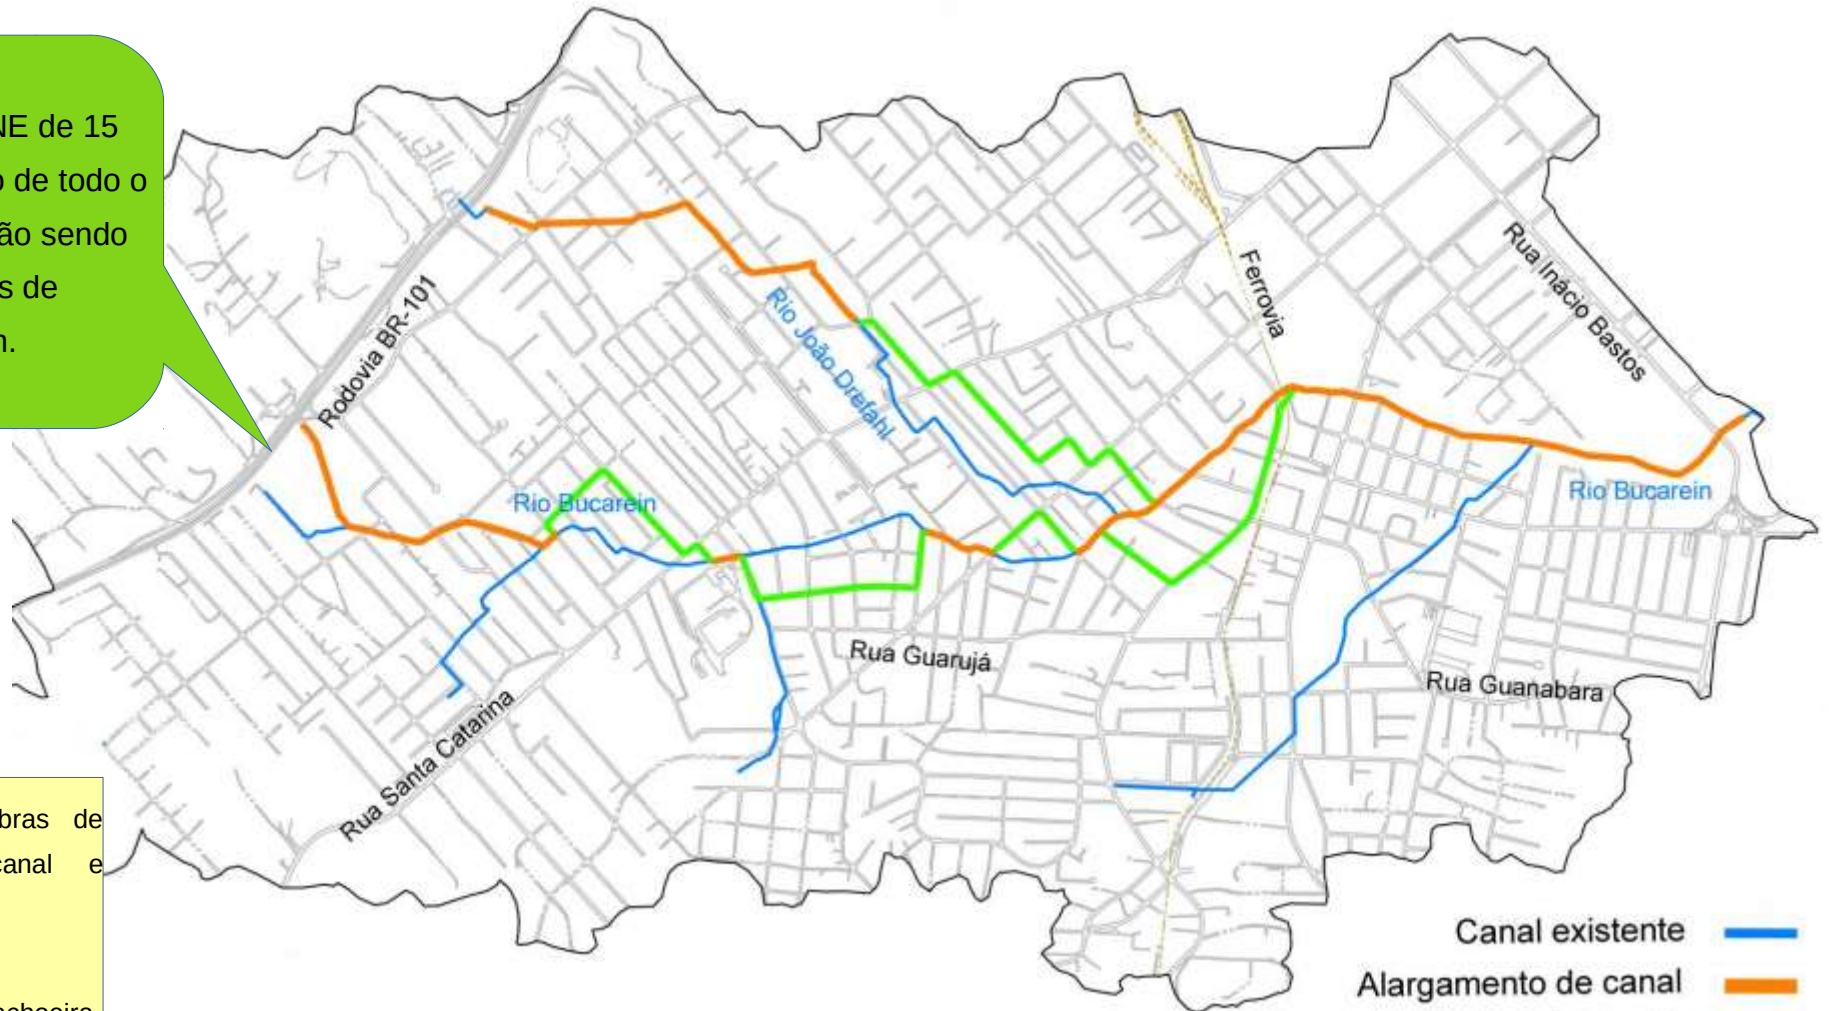 NE de 15
o de todo o
ão sendo
s de
n.
Rodovia BR-101
Rio João Drefahl
Ferrovia
Rua Inácio Bastos
Rio Bucarein
Rio Bucarein
Rua Guarujá
Rua Guanabara
Rua Santa Catarina
bras de
canal e
Canal existente
Alargamento de canal